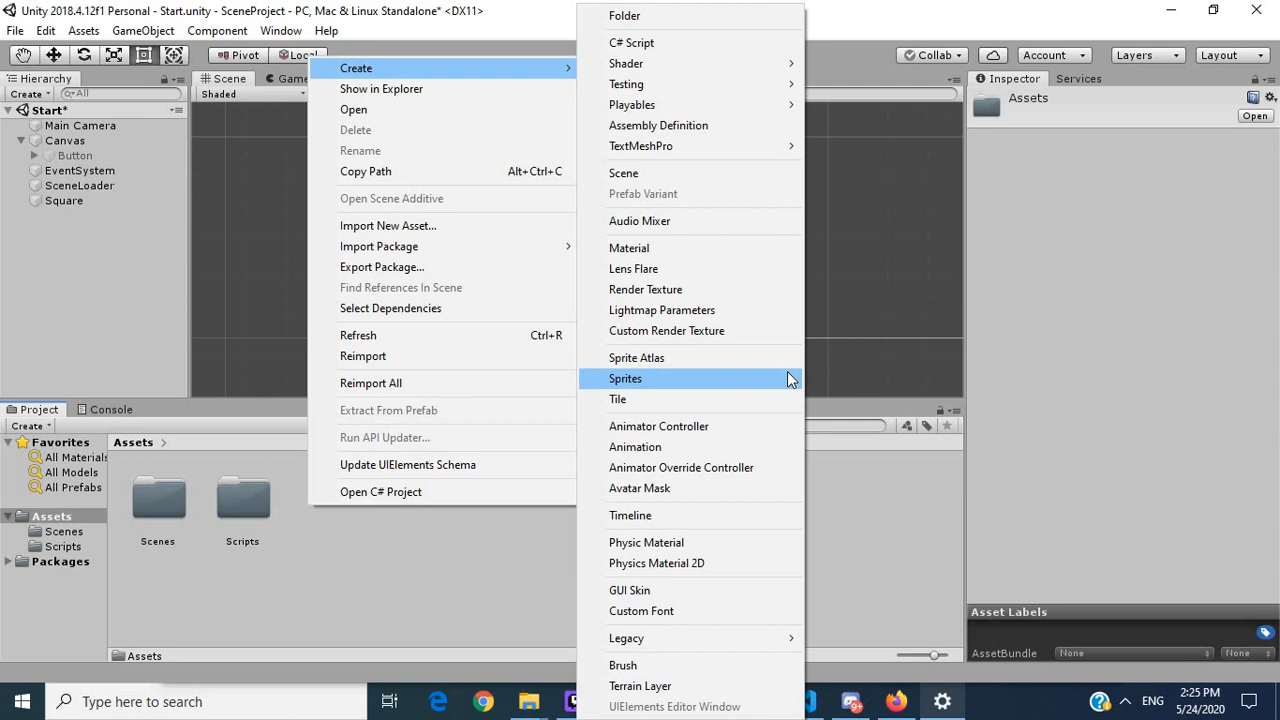 Unity 2018.4.12f1 Personal - Start.unity - SceneProject - PC, Mac & Linux Standalone* <DX11>
File Edit Assets GameObject Component Window Help
Pivot Local
Collab Account Layers Layout
Hierarchy
Create All
Start*
Main Camera
Canvas
Button
EventSystem
SceneLoader
Square
Scene Game
Shaded
Create
Show in Explorer
Open
Delete
Rename
Copy Path Alt+Ctrl+C
Open Scene Additive
Import New Asset...
Import Package
Export Package...
Find References In Scene
Select Dependencies
Refresh Ctrl+R
Reimport
Reimport All
Extract From Prefab
Run API Updater...
Update UIElements Schema
Open C# Project
Folder
C# Script
Shader
Testing
Playables
Assembly Definition
TextMeshPro
Scene
Prefab Variant
Audio Mixer
Material
Lens Flare
Render Texture
Lightmap Parameters
Custom Render Texture
Sprite Atlas
Sprites
Tile
Animator Controller
Animation
Animator Override Controller
Avatar Mask
Timeline
Physic Material
Physics Material 2D
GUI Skin
Custom Font
Legacy
Brush
Terrain Layer
UIElements Editor Window
Inspector Services
Assets
Open
Asset Labels
AssetBundle None None
Project Console
Create
Favorites
All Materials
All Models
All Prefabs
Assets
Scenes
Scripts
Packages
Assets
Scenes Scripts
Assets
Type here to search
ENG
2:25 PM
5/24/2020